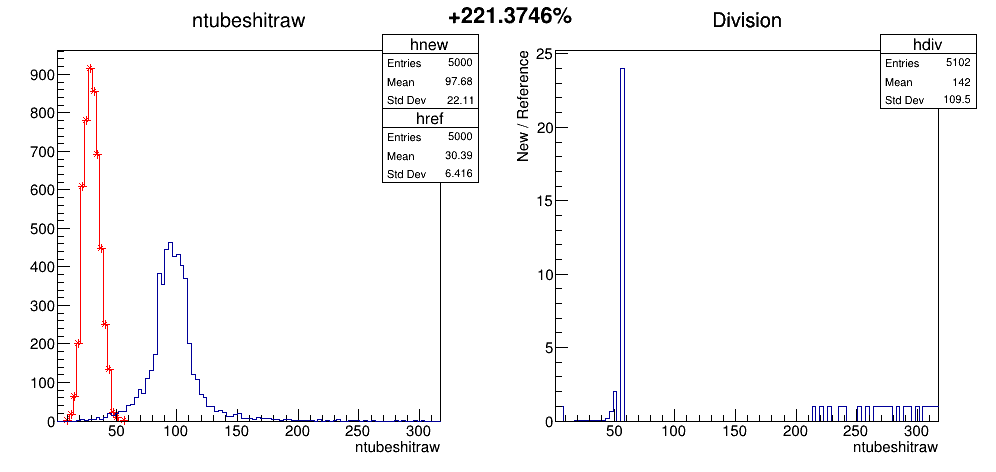 +221.3746%
ntubeshitraw
hnew
Entries 5000
Mean 97.68
Std Dev 22.11
href
Entries 5000
Mean 30.39
Std Dev 6.416
900
800
700
600
500
400
300
200
100
0
50 100 150 200 250 300
ntubeshitraw
Division
hdiv
Entries 5102
Mean 142
Std Dev 109.5
New / Reference
25
20
15
10
5
0
50 100 150 200 250 300
ntubeshitraw